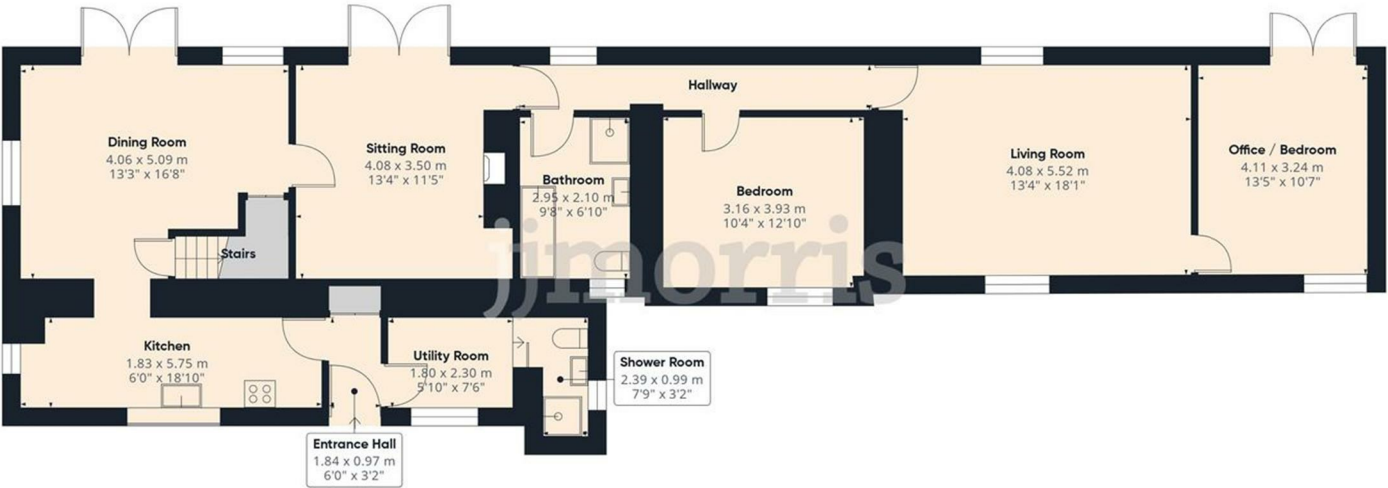 Hallway
Dining Room
4.06 x 5.09 m
13'3" x 16'8"
Sitting Room
4.08 x 3.50 m
13'4" x 11'5"
Bathroom
2.95 x 2.10 m
9'8" x 6'10"
Bedroom
3.16 x 3.93 m
10'4" x 12'10"
Living Room
4.08 x 5.52 m
13'4" x 18'1"
Office / Bedroom
4.11 x 3.24 m
13'5" x 10'7"
Stairs
jjmorris
Kitchen
1.83 x 5.75 m
6'0" x 18'10"
Utility Room
1.80 x 2.30 m
5'10" x 7'6"
Shower Room
2.39 x 0.99 m
7'9" x 3'2"
Entrance Hall
1.84 x 0.97 m
6'0" x 3'2"